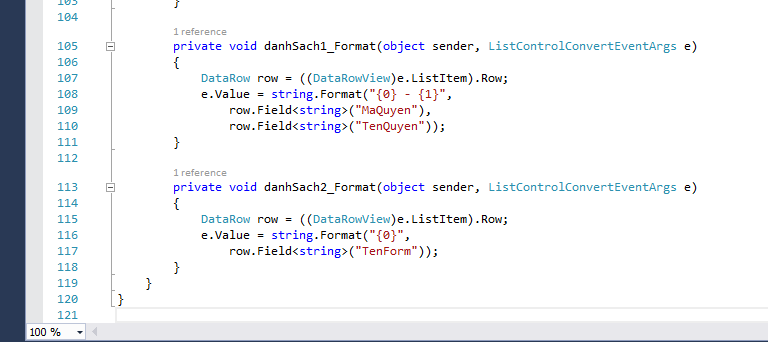 103 }
104
1 reference
105 private void danhSach1_Format(object sender, ListControlConvertEventArgs e)
106 {
107 DataRow row = ((DataRowView)e.ListItem).Row;
108 e.Value = string.Format("{0} - {1}",
109 row.Field<string>("MaQuyen"),
110 row.Field<string>("TenQuyen"));
111 }
112
1 reference
113 private void danhSach2_Format(object sender, ListControlConvertEventArgs e)
114 {
115 DataRow row = ((DataRowView)e.ListItem).Row;
116 e.Value = string.Format("{0}",
117 row.Field<string>("TenForm"));
118 }
119 }
120 }
121
100 %